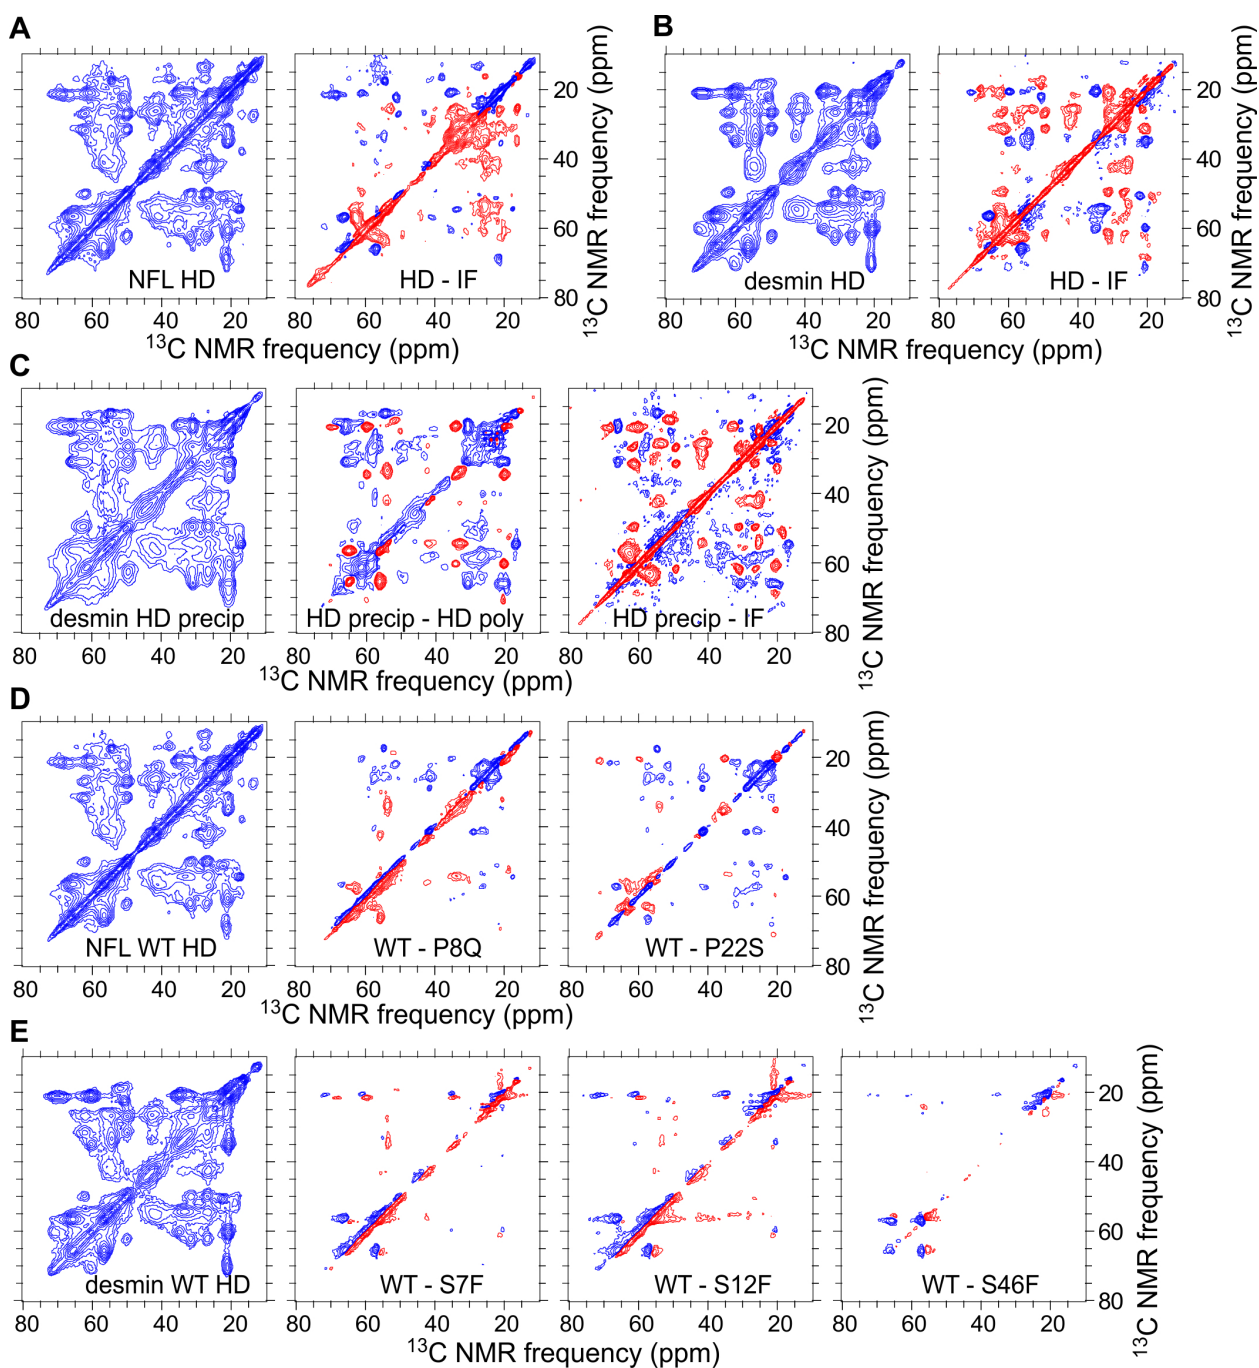 A
B
NFL HD
HD - IF
desmin HD
HD - IF
20
40
60
80
20
40
60
80
80 60 40 20
80 60 40 20
80 60 40 20
80 60 40 20
13C NMR frequency (ppm)
13C NMR frequency (ppm)
13C NMR frequency (ppm)
13C NMR frequency (ppm)
C
desmin HD precip
HD precip - HD poly
HD precip - IF
20
40
60
80
80 60 40 20
80 60 40 20
80 60 40 20
13C NMR frequency (ppm)
13C NMR frequency (ppm)
D
NFL WT HD
WT - P8Q
WT - P22S
20
40
60
80
80 60 40 20
80 60 40 20
80 60 40 20
13C NMR frequency (ppm)
13C NMR frequency (ppm)
E
desmin WT HD
WT - S7F
WT - S12F
WT - S46F
20
40
60
80
80 60 40 20
80 60 40 20
80 60 40 20
80 60 40 20
13C NMR frequency (ppm)
13C NMR frequency (ppm)